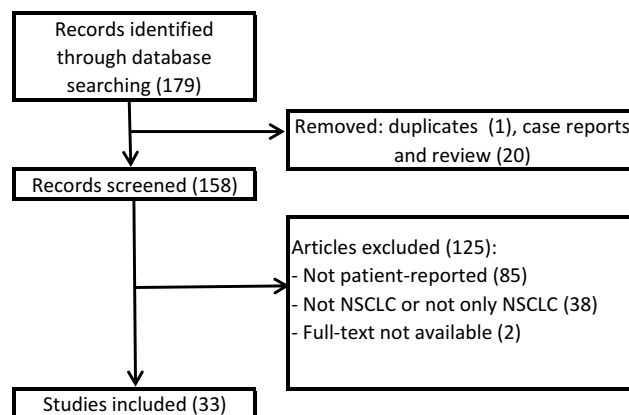 Records identified
through database
searching (179)
Removed: duplicates (1), case reports
and review (20)
Records screened (158)
Articles excluded (125):
- Not patient-reported (85)
- Not NSCLC or not only NSCLC (38)
- Full-text not available (2)
Studies included (33)